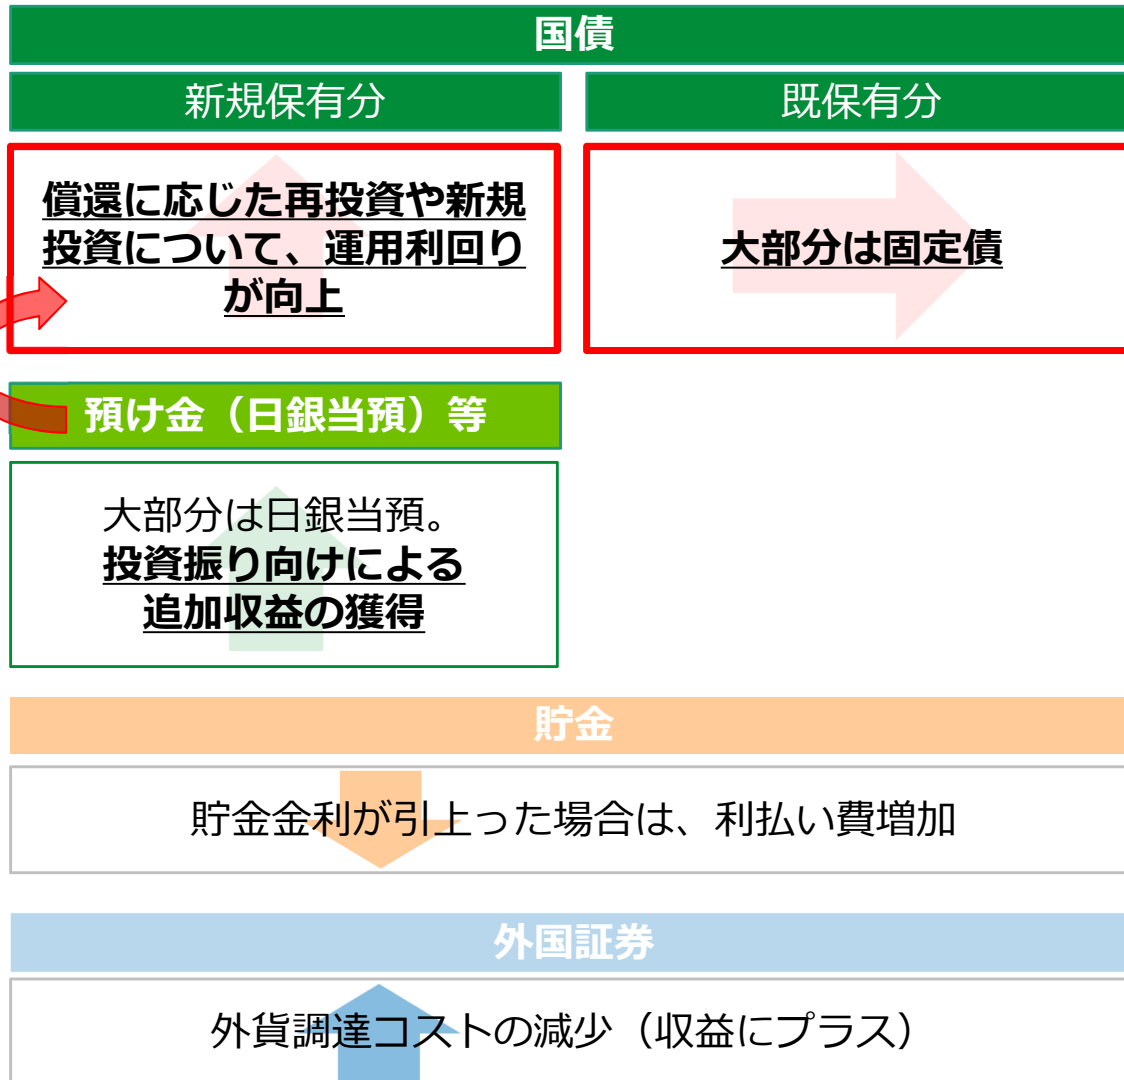 国債
新規保有分
既保有分
償還に応じた再投資や新規
投資について、運用利回り
が向上
大部分は固定債
預け金（日銀当預）等
大部分は日銀当預。
投資振り向けによる
追加収益の獲得
貯金
貯金金利が引上った場合は、利払い費増加
外国証券
外貨調達コストの減少（収益にプラス）